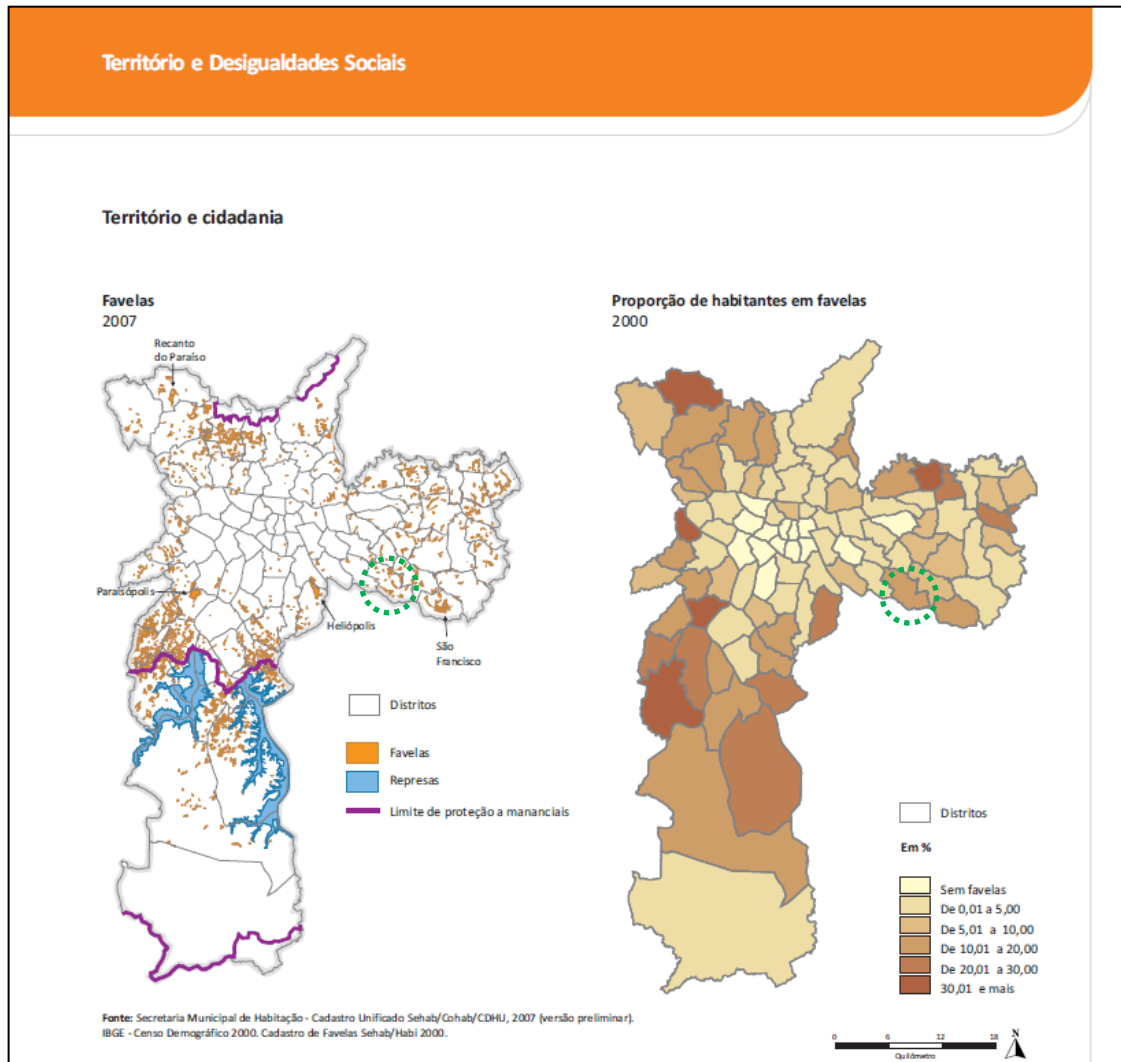 Território e Desigualdades Sociais
Território e cidadania
Favelas
2007
Recanto
do Paraíso
Paraisópolis
Heliópolis
São
Francisco
Distritos
Favelas
Represas
Limite de proteção a mananciais
Proporção de habitantes em favelas
2000
Distritos
Em %
Sem favelas
De 0,01 a 5,00
De 5,01 a 10,00
De 10,01 a 20,00
De 20,01 a 30,00
30,01 e mais
Fonte: Secretaria Municipal de Habitação - Cadastro Unificado Sehab/Cohab/CDHU, 2007 (versão preliminar).
IBGE - Censo Demográfico 2000. Cadastro de Favelas Sehab/Habi 2000.
0 6 12 18
Quilômetro
N